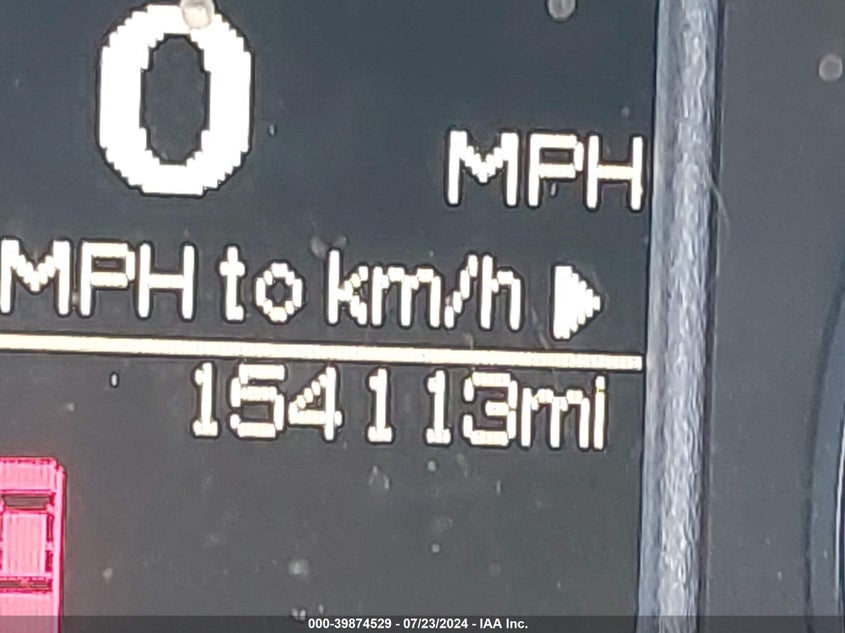 0
MPH
MPH to km/h ▶
154113mi
000-39874529 - 07/23/2024 - IAA Inc.